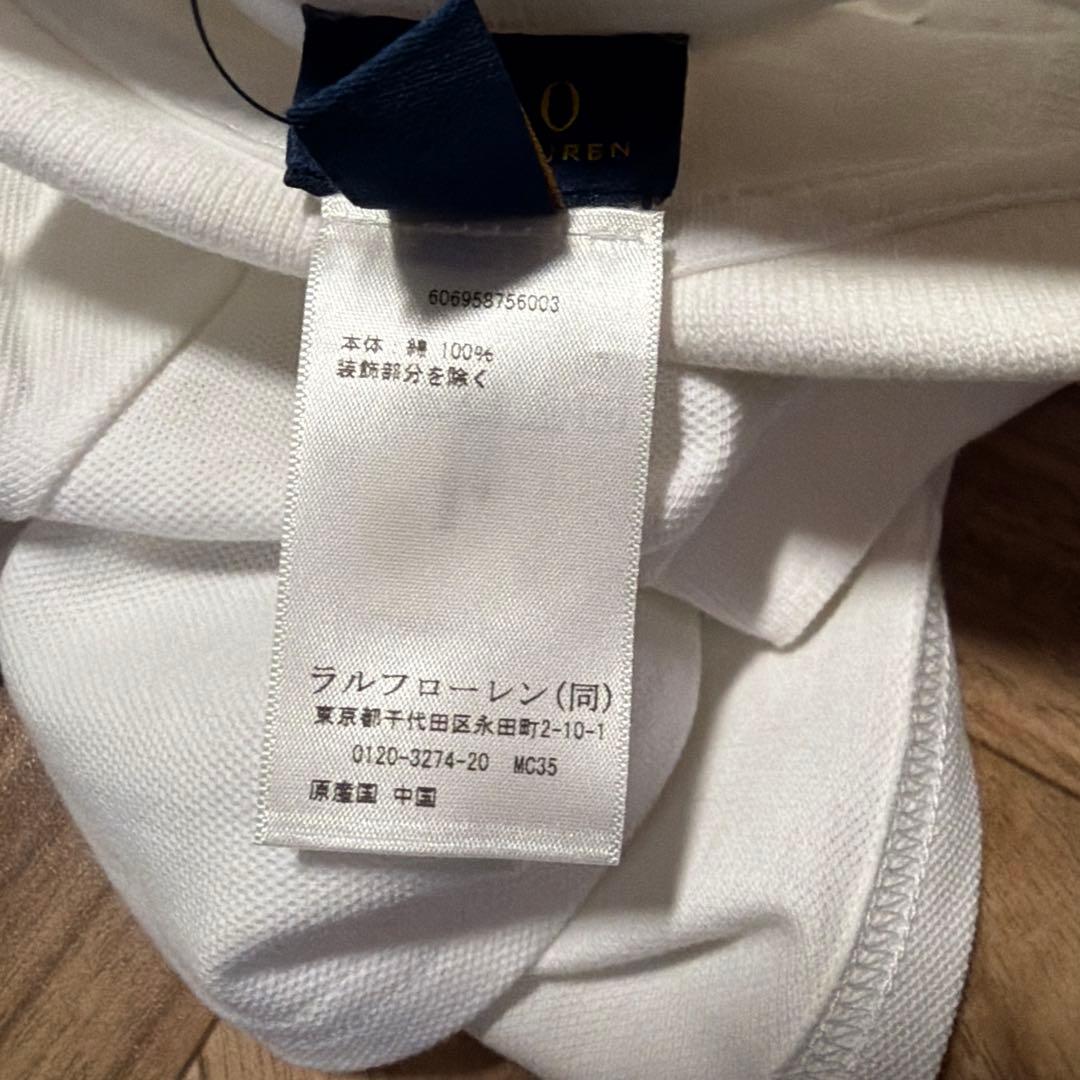 O
UREN
606958756003
本体：綿 100%
装飾部分を除く
ラルフローレン(同)
東京都千代田区永田町2-10-1
0120-3274-20 MC35
原産国 中国